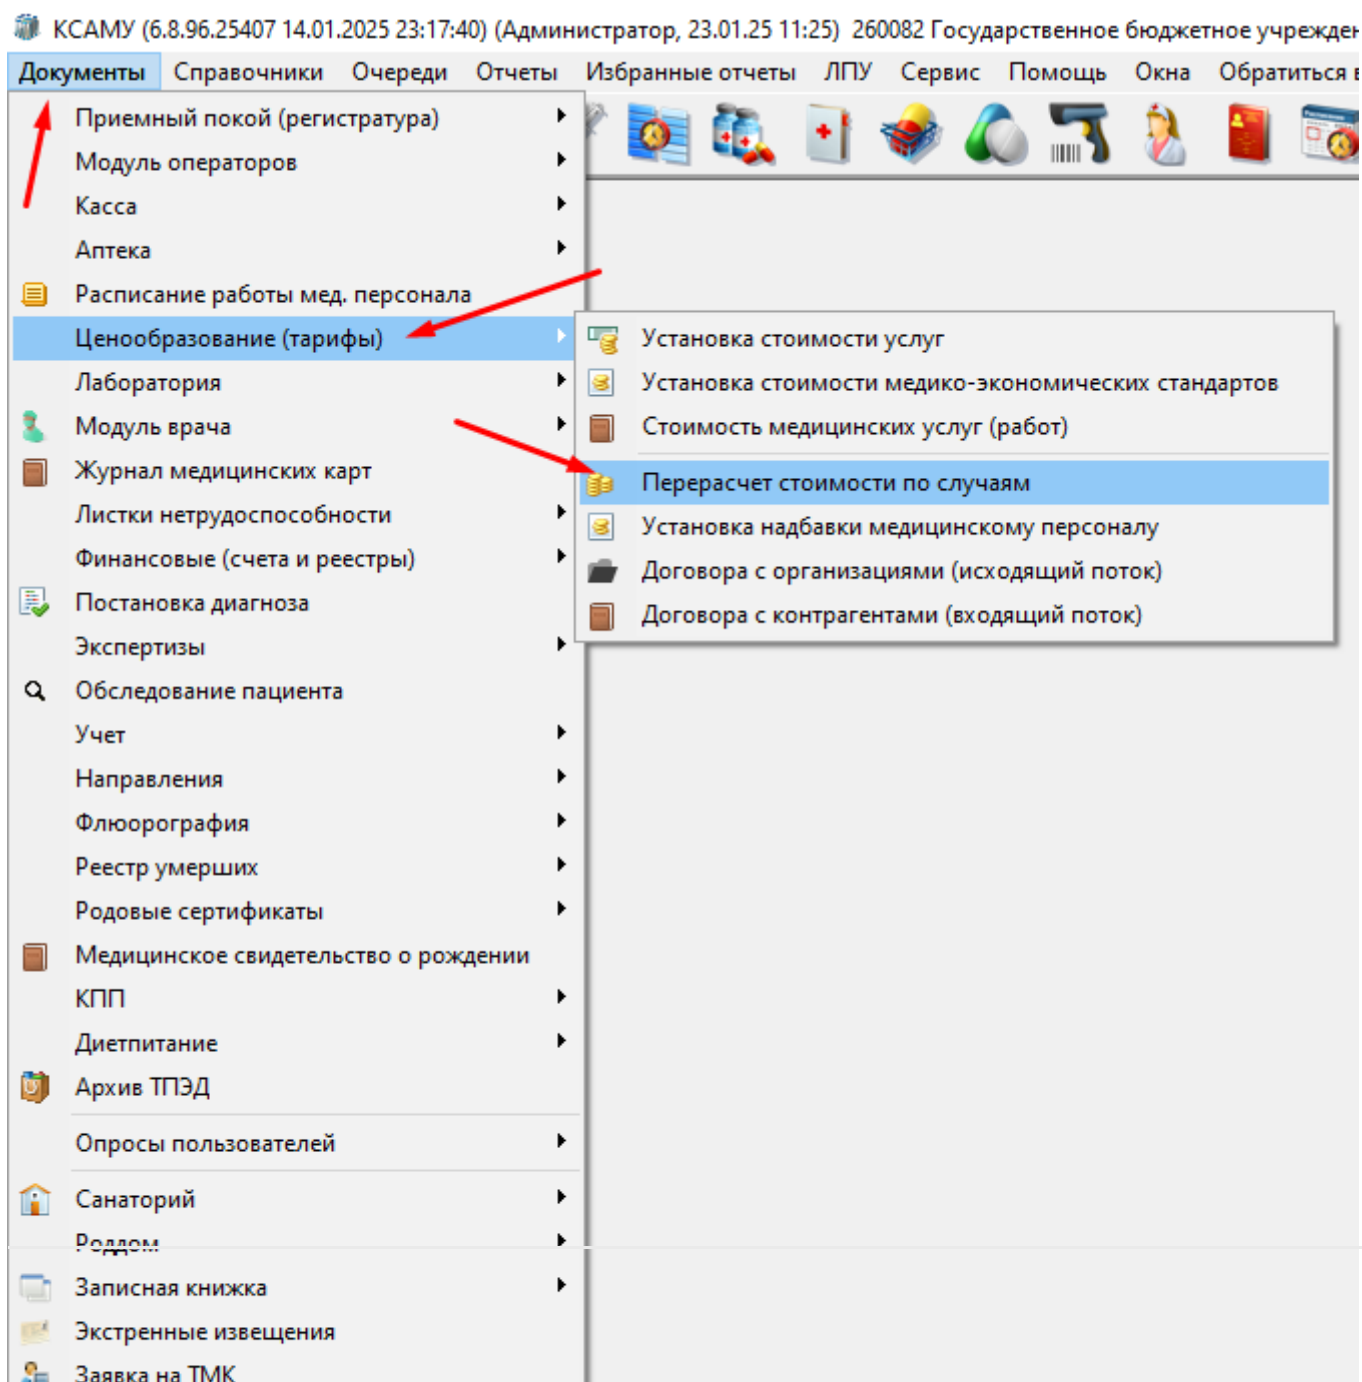 КСАМУ (6.8.96.25407 14.01.2025 23:17:40) (Администратор, 23.01.25 11:25) 260082 Государственное бюджетное
Документы Справочники Очереди Отчеты Избранные отчеты ЛПУ Сервис Помощь Окна Обратиться в
Приемный покой (регистратура)
Модуль операторов
Касса
Аптека
Расписание работы мед. персонала
Ценообразование (тарифы)
Лаборатория
Модуль врача
Журнал медицинских карт
Листки нетрудоспособности
Финансовые (счета и реестры)
Постановка диагноза
Экспертизы
Обследование пациента
Учет
Направления
Флюорография
Реестр умерших
Родовые сертификаты
Медицинское свидетельство о рождении
КПП
Диетпитание
Архив ТПЭД
Опросы пользователей
Санаторий
Роддом
Записная книжка
Экстренные извещения
Заявка на ТМК
Установка стоимости услуг
Установка стоимости медико-экономических стандартов
Стоимость медицинских услуг (работ)
Перерасчет стоимости по случаям
Установка надбавки медицинскому персоналу
Договора с организациями (исходящий поток)
Договора с контрагентами (входящий поток)